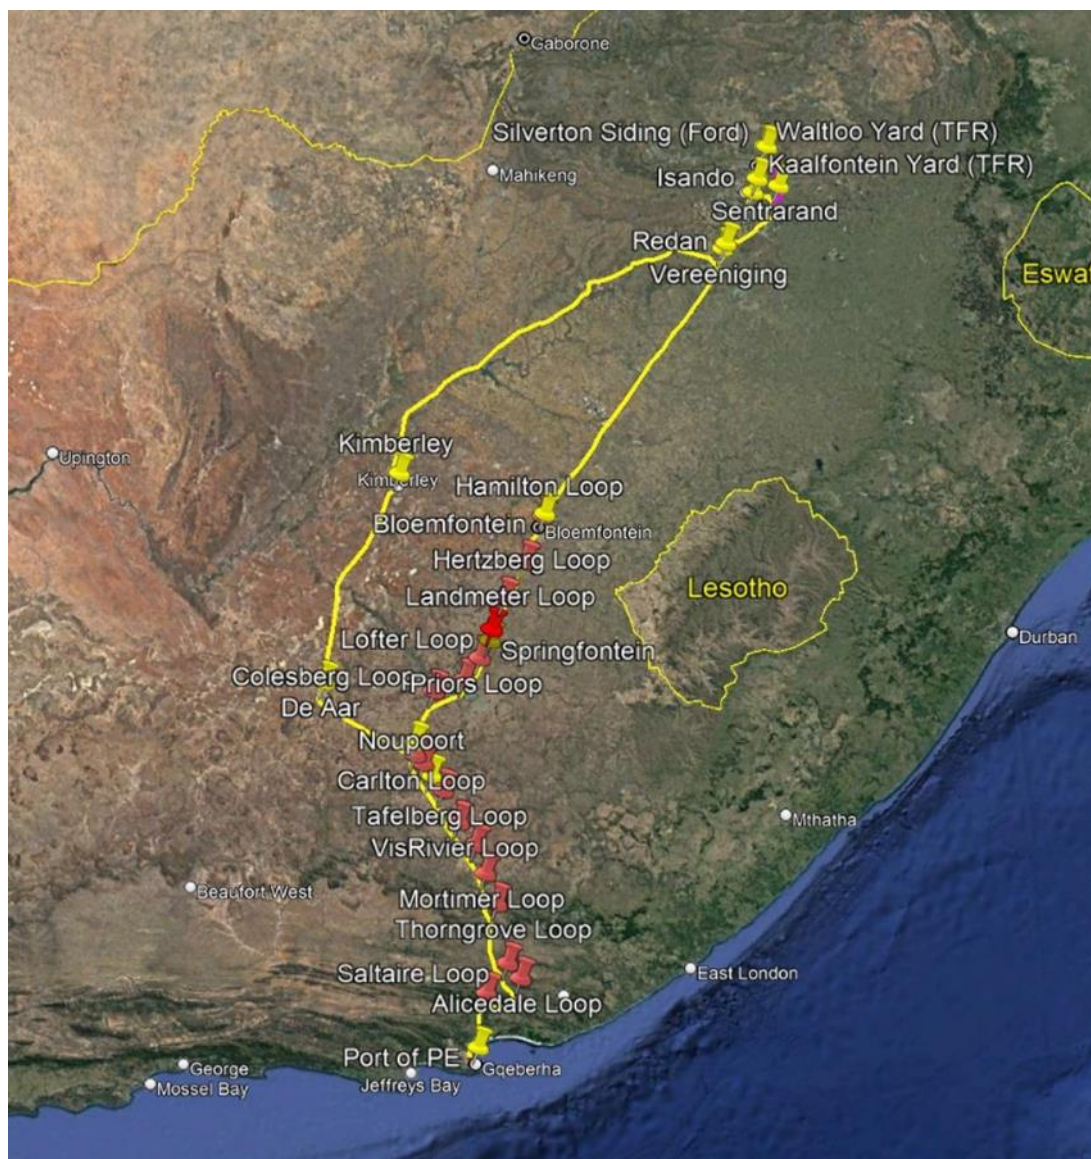 Gaborone
Silverton Siding (Ford)
Waltloo Yard (TFR)
Mahikeng
Isando
Kaalfontein Yard (TFR)
Sentrarand
Redan
Vereeniging
Eswat
Kimberley
Upington
Kimberley
Hamilton Loop
Bloemfontein
Bloemfontein
Hertzberg Loop
Landmeter Loop
Lesotho
Lofter Loop
Springfontein
Durban
Colesberg Loop
Priors Loop
De Aar
Noupoort
Carlton Loop
Tafelberg Loop
Mthatha
VisRivier Loop
Beaufort West
Mortimer Loop
Thorngrove Loop
Saltaire Loop
East London
Alicedale Loop
Port of PE
George
Gqeberha
Jeffreys Bay
Mossel Bay